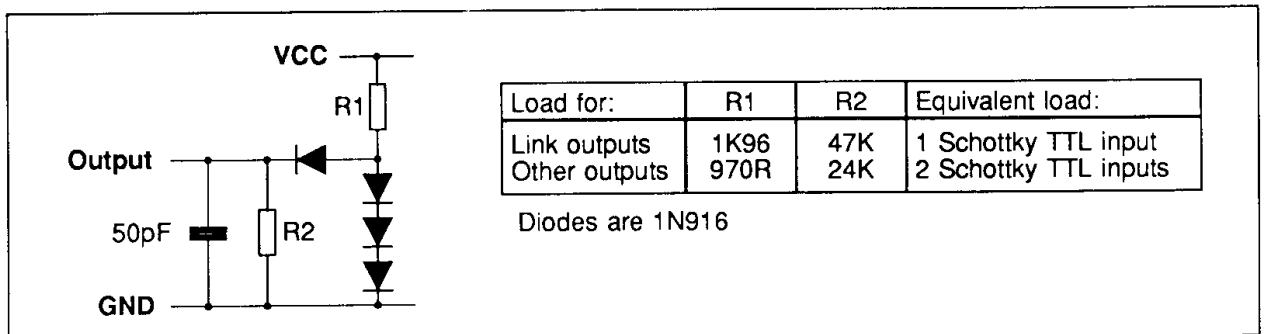 VCC
R1
Output
50pF
R2
GND
Load for: R1 R2 Equivalent load:
Link outputs 1K96 47K 1 Schottky TTL input
Other outputs 970R 24K 2 Schottky TTL inputs
Diodes are 1N916